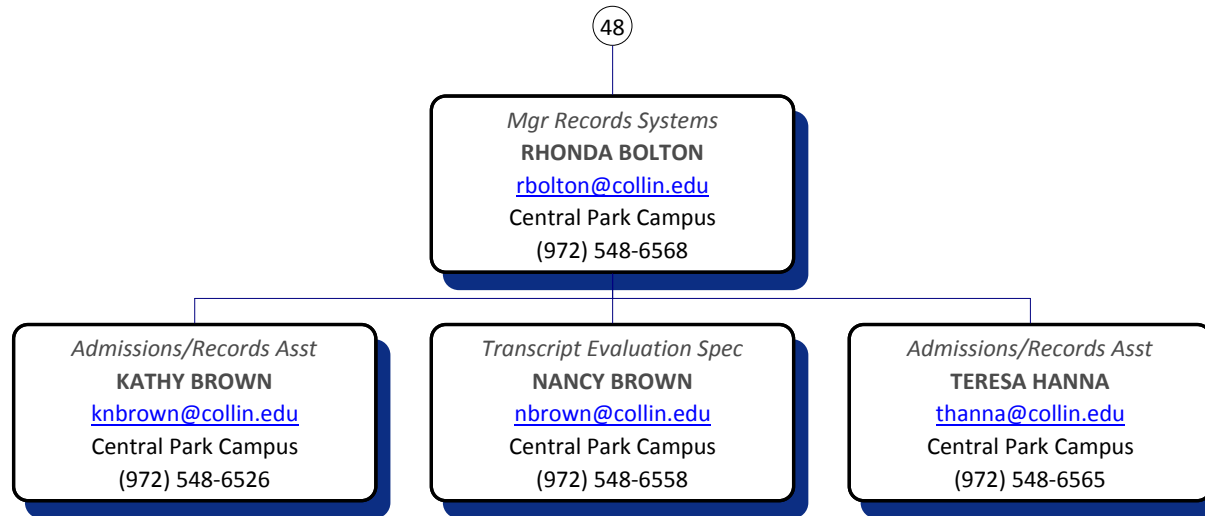 48
Mgr Records Systems
RHONDA BOLTON
rbolton@collin.edu
Central Park Campus
(972) 548-6568
Admissions/Records Asst
KATHY BROWN
knbrown@collin.edu
Central Park Campus
(972) 548-6526
Transcript Evaluation Spec
NANCY BROWN
nbrown@collin.edu
Central Park Campus
(972) 548-6558
Admissions/Records Asst
TERESA HANNA
thanna@collin.edu
Central Park Campus
(972) 548-6565